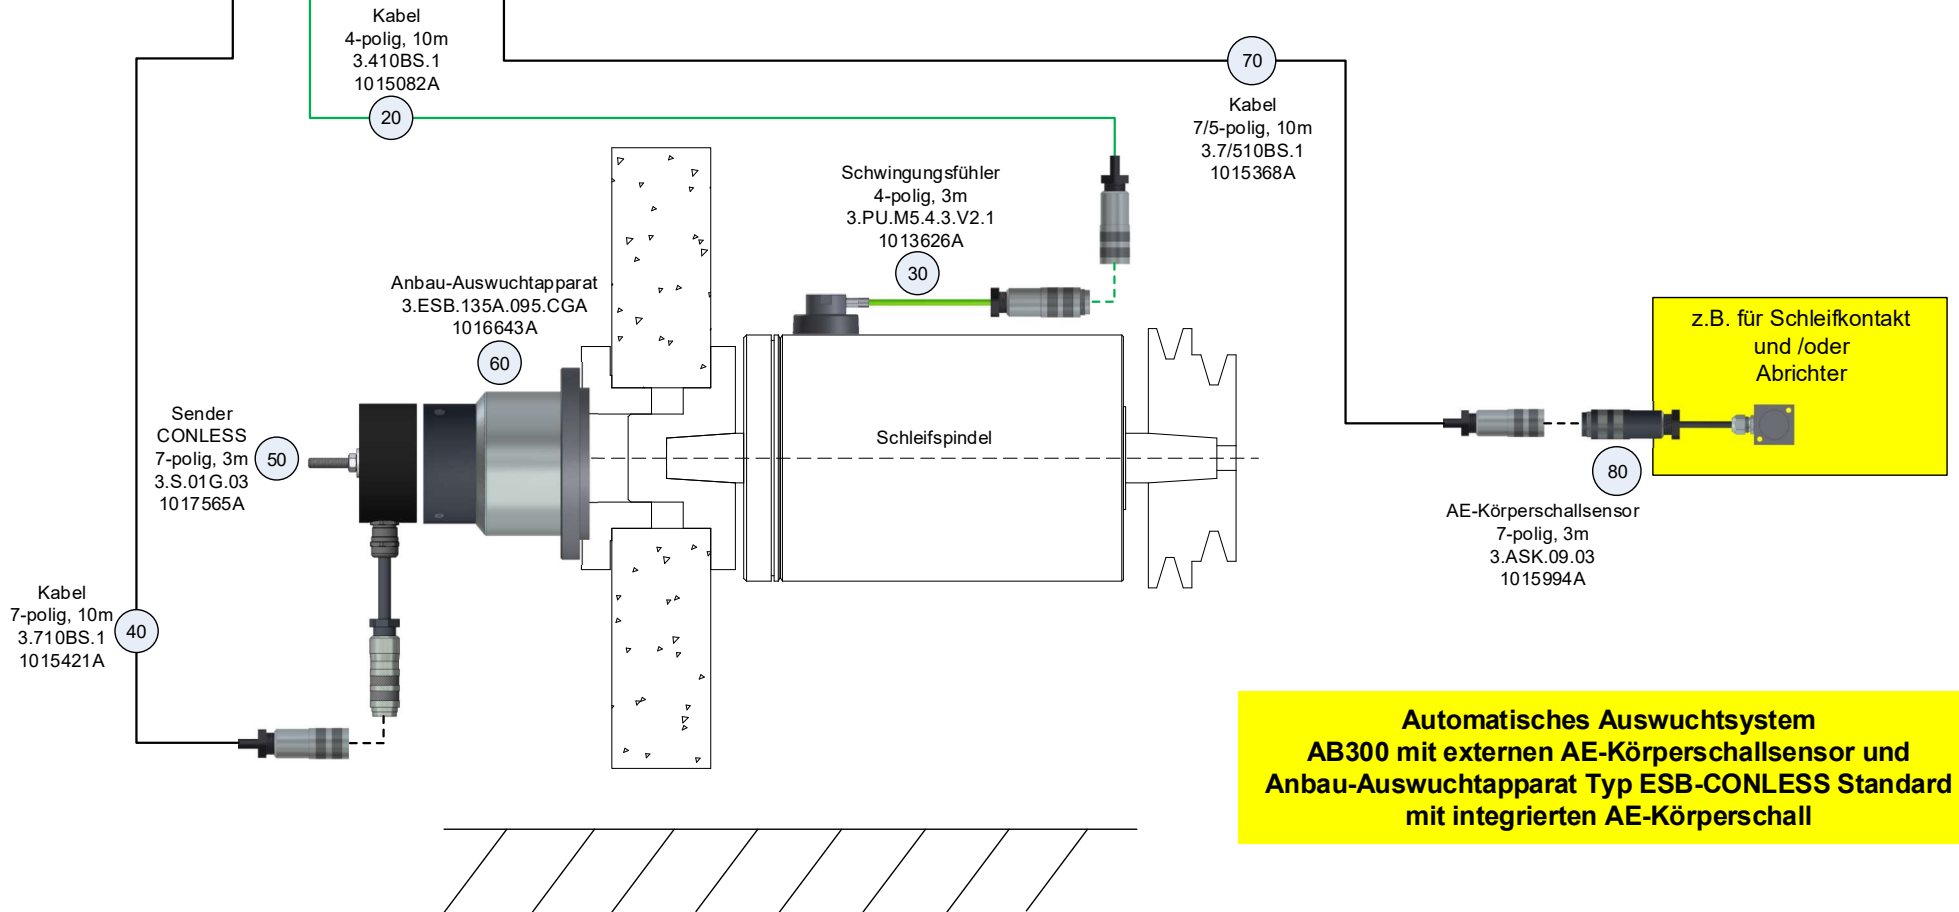 Kabel
4-polig, 10m
3.410BS.1
1015082A
20
70
Kabel
7/5-polig, 10m
3.7/510BS.1
1015368A
Schwingungsfühler
4-polig, 3m
3.PU.M5.4.3.V2.1
1013626A
30
Anbau-Auswuchtapparat
3.ESB.135A.095.CGA
1016643A
60
z.B. für Schleifkontakt
und /oder
Abrichter
Sender
CONLESS
7-polig, 3m
3.S.01G.03
1017565A
50
Schleifspindel
80
AE-Körperschallsensor
7-polig, 3m
3.ASK.09.03
1015994A
Kabel
7-polig, 10m
3.710BS.1
1015421A
40
Automatisches Auswuchtsystem
AB300 mit externen AE-Körperschallsensor und
Anbau-Auswuchtapparat Typ ESB-CONLESS Standard
mit integrierten AE-Körperschall